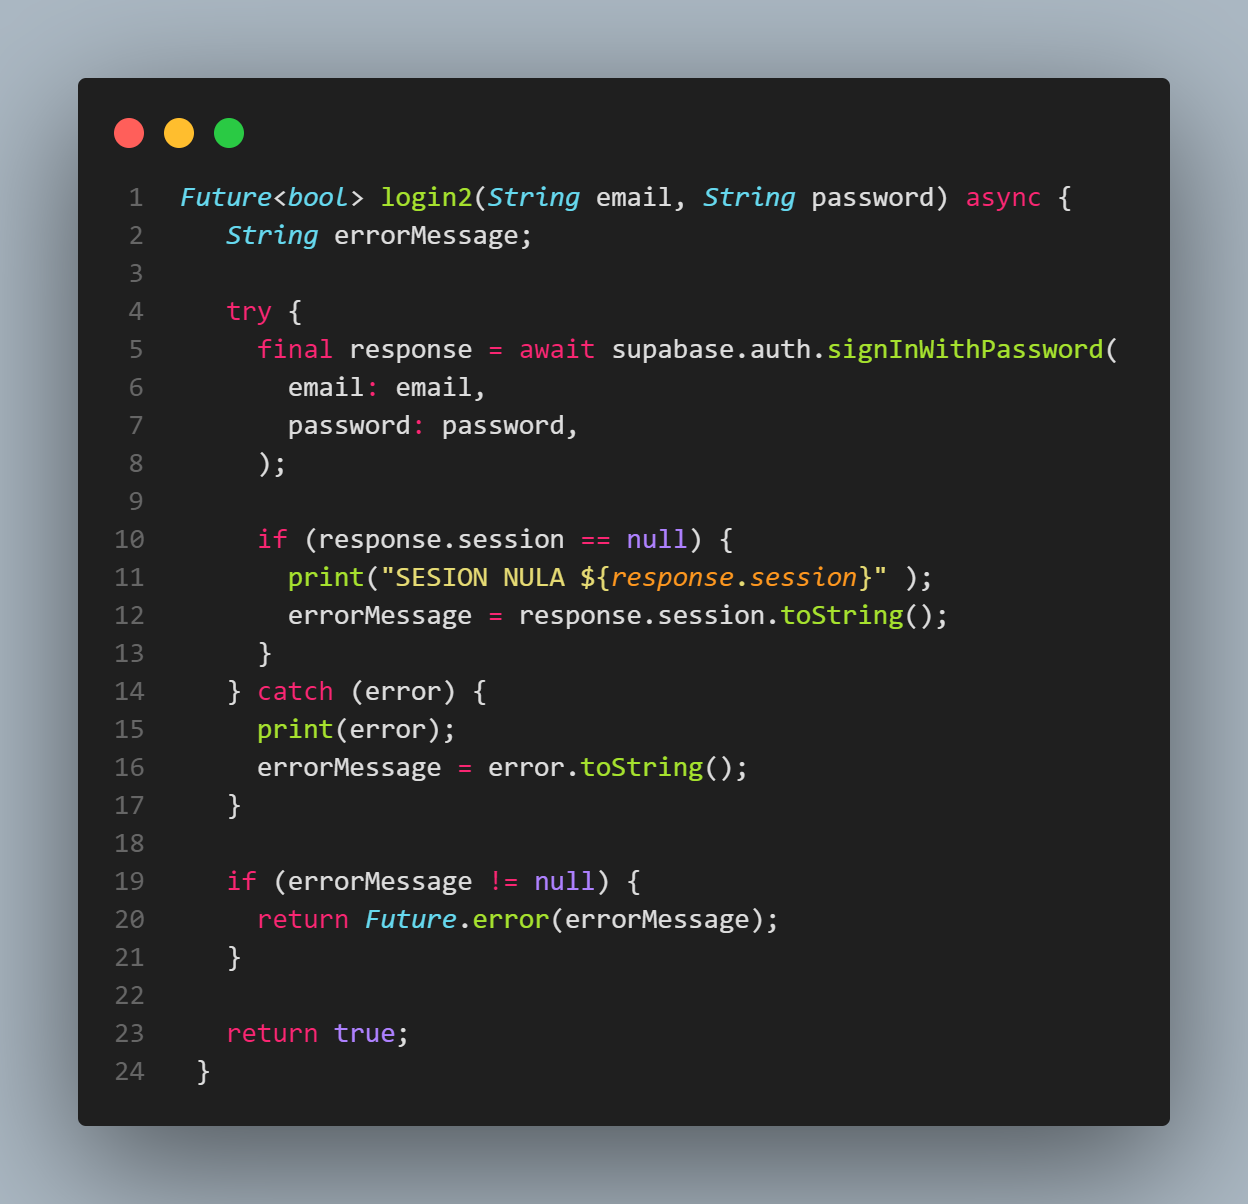 1 Future<bool> login2(String email, String password) async {
2 String errorMessage;
3
4 try {
5 final response = await supabase.auth.signInWithPassword(
6 email: email,
7 password: password,
8 );
9
10 if (response.session == null) {
11 print("SESION NULA ${response.session}" );
12 errorMessage = response.session.toString();
13 }
14 } catch (error) {
15 print(error);
16 errorMessage = error.toString();
17 }
18
19 if (errorMessage != null) {
20 return Future.error(errorMessage);
21 }
22
23 return true;
24 }